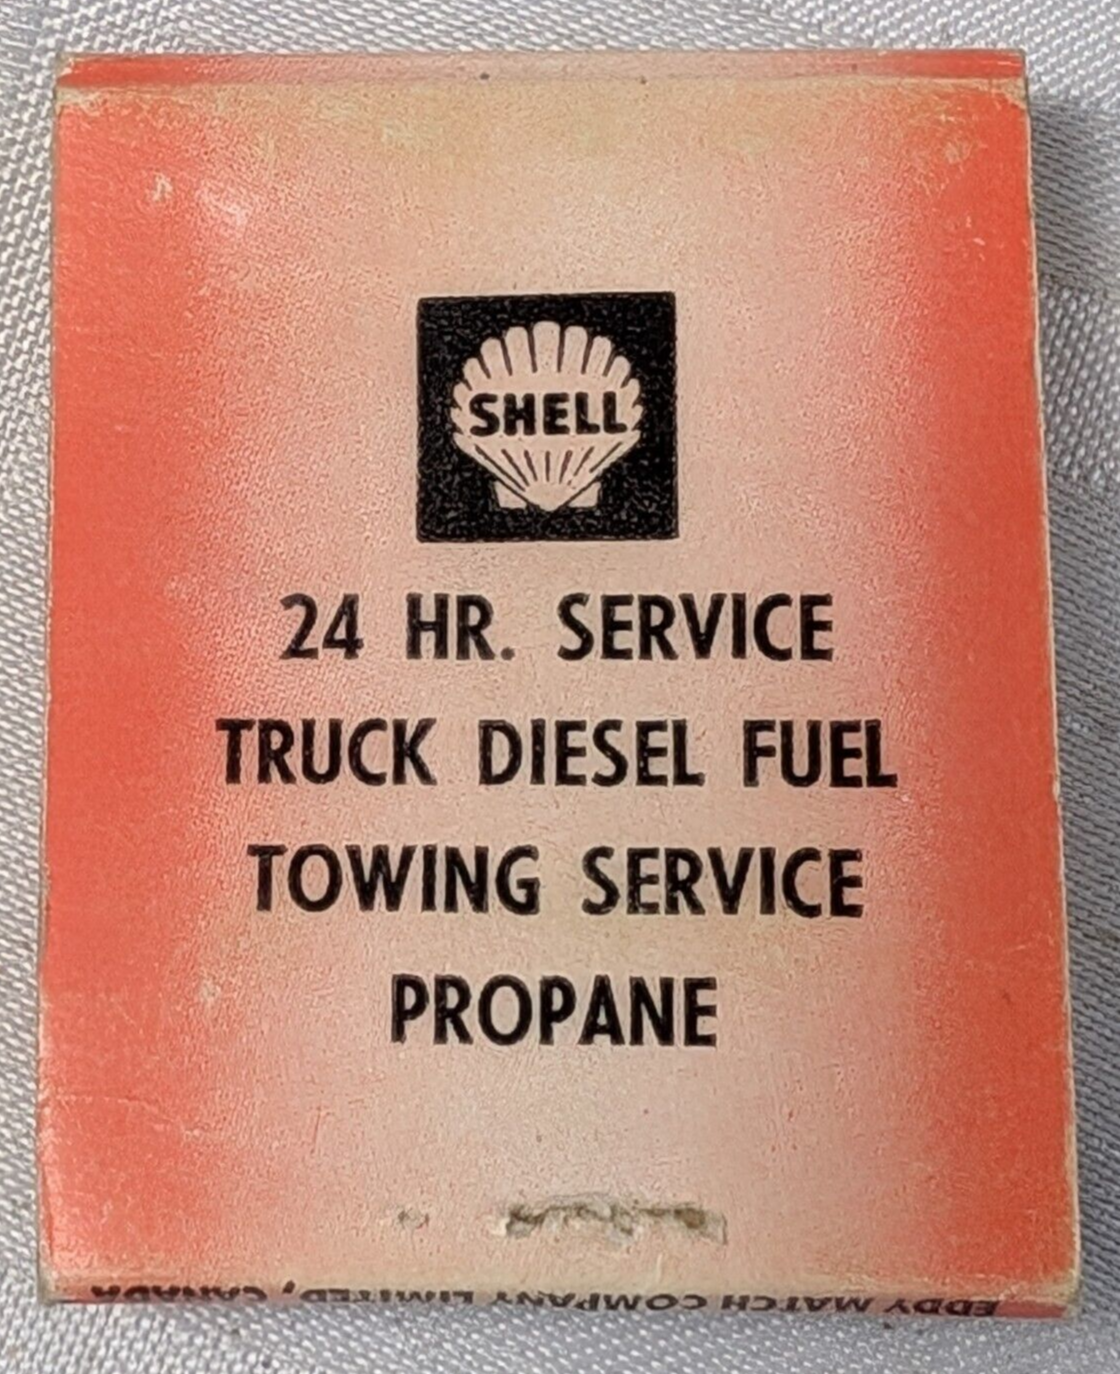 SHELL
24 HR. SERVICE
TRUCK DIESEL FUEL
TOWING SERVICE
PROPANE
EDDY MATCH COMPANY LIMITED, CANADA